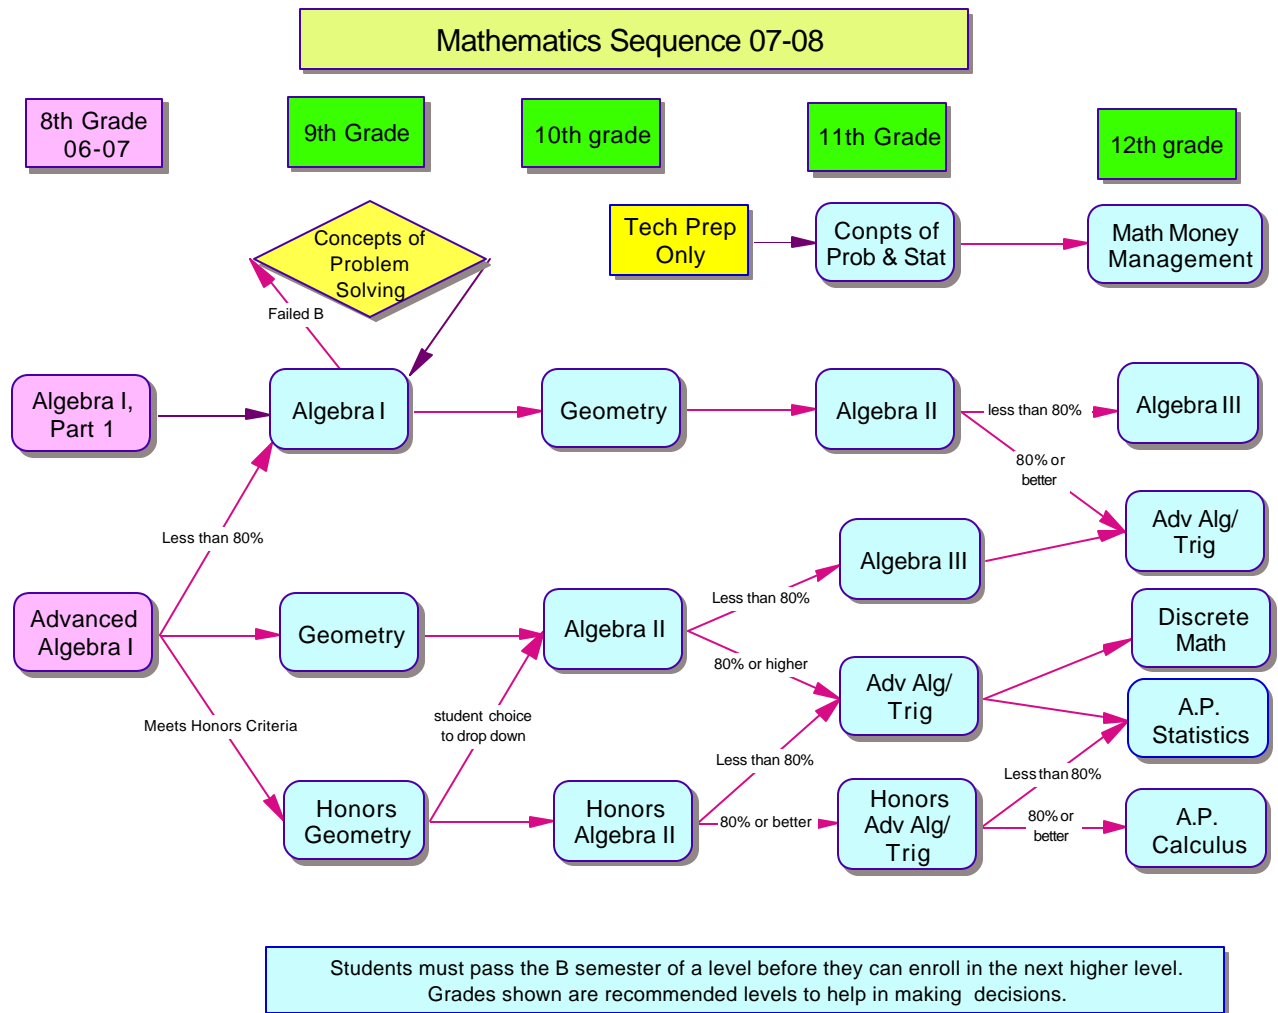 Mathematics Sequence 07-08
8th Grade
06-07
9th Grade
10th grade
11th Grade
12th grade
Concepts of
Problem
Solving
Tech Prep
Only
Conpts of
Prob & Stat
Math Money
Management
Failed B
Algebra I,
Part 1
Algebra I
Geometry
Algebra II
less than 80%
Algebra III
80% or
better
Less than 80%
Algebra III
Adv Alg/
Trig
Advanced
Algebra I
Geometry
Algebra II
Less than 80%
80% or higher
Discrete
Math
Meets Honors Criteria
student choice
to drop down
Adv Alg/
Trig
A.P.
Statistics
Less than 80%
Less than 80%
Honors
Geometry
Honors
Algebra II
80% or better
Honors
Adv Alg/
Trig
80% or
better
A.P.
Calculus
Students must pass the B semester of a level before they can enroll in the next higher level.
Grades shown are recommended levels to help in making decisions.